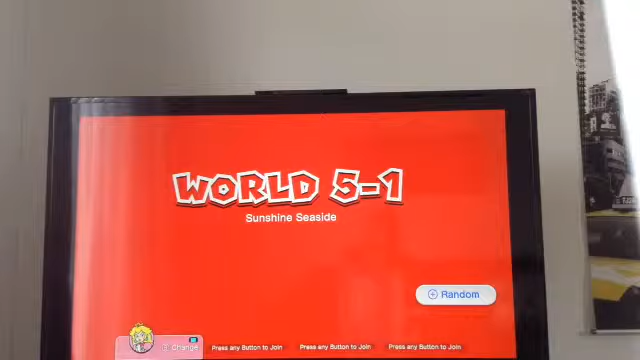 WORLD 5-1
Sunshine Seaside
Random
Change
Press any Button to Join
Press any Button to Join
Press any Button to Join